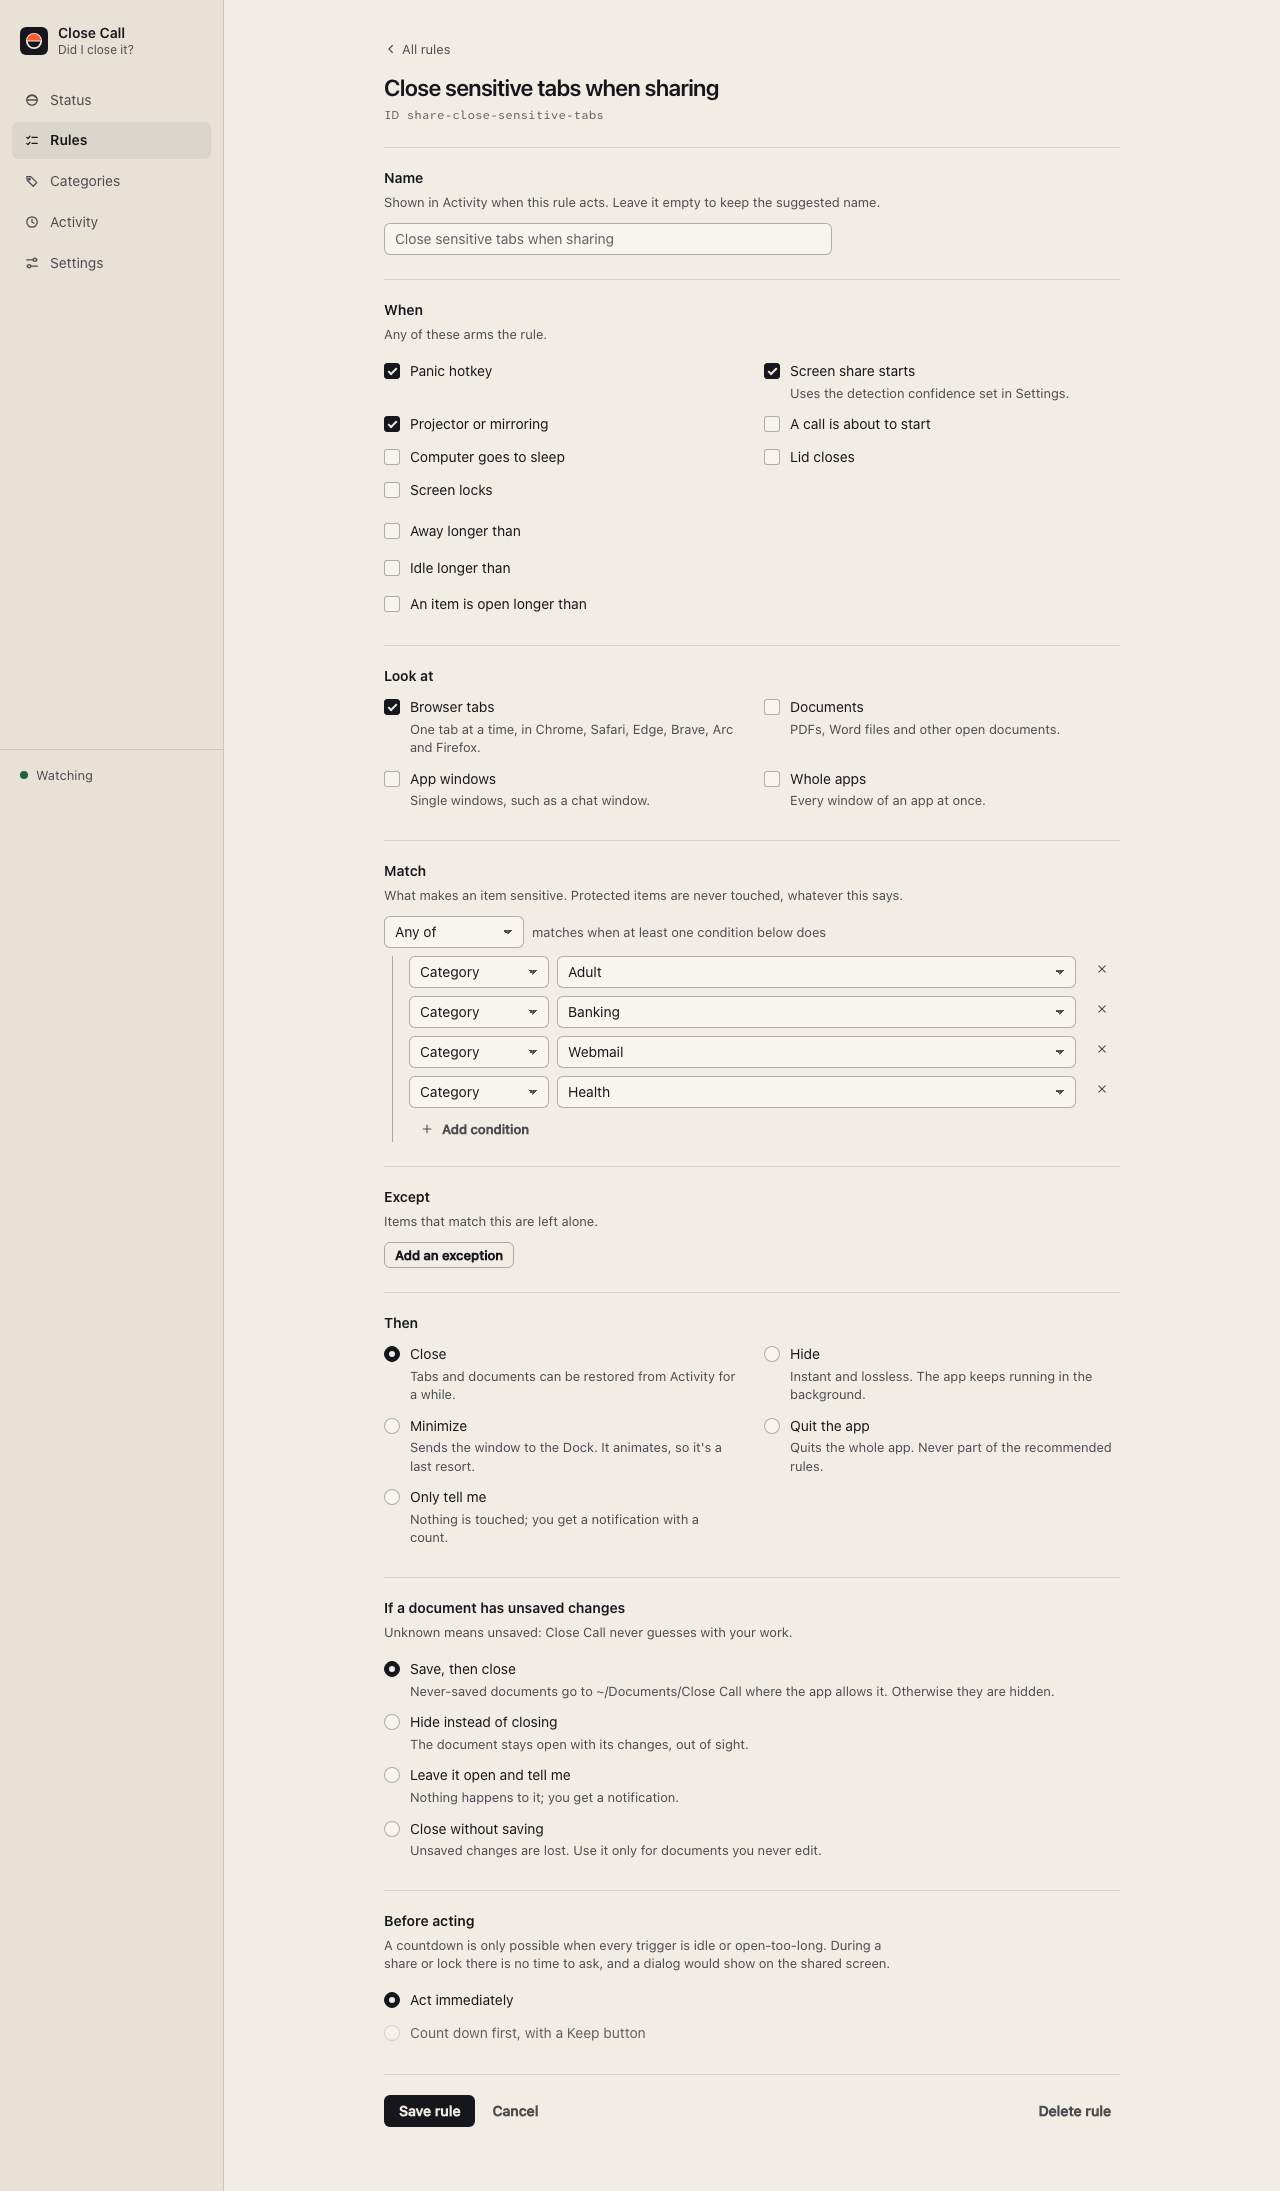 Close Call
Did I close it?
Status
Rules
Categories
Activity
Settings
Watching
All rules
Close sensitive tabs when sharing
ID share-close-sensitive-tabs
Name
Shown in Activity when this rule acts. Leave it empty to keep the suggested name.
Close sensitive tabs when sharing
When
Any of these arms the rule.
Panic hotkey
Screen share starts
Uses the detection confidence set in Settings.
Projector or mirroring
A call is about to start
Computer goes to sleep
Lid closes
Screen locks
Away longer than
Idle longer than
An item is open longer than
Look at
Browser tabs
One tab at a time, in Chrome, Safari, Edge, Brave, Arc
and Firefox.
Documents
PDFs, Word files and other open documents.
App windows
Single windows, such as a chat window.
Whole apps
Every window of an app at once.
Match
What makes an item sensitive. Protected items are never touched, whatever this says.
Any of
matches when at least one condition below does
Category
Adult
Category
Banking
Category
Webmail
Category
Health
Add condition
Except
Items that match this are left alone.
Add an exception
Then
Close
Tabs and documents can be restored from Activity for
a while.
Hide
Instant and lossless. The app keeps running in the
background.
Minimize
Sends the window to the Dock. It animates, so it's a
last resort.
Quit the app
Quits the whole app. Never part of the recommended
rules.
Only tell me
Nothing is touched; you get a notification with a
count.
If a document has unsaved changes
Unknown means unsaved: Close Call never guesses with your work.
Save, then close
Never-saved documents go to ~/Documents/Close Call where the app allows it. Otherwise they are hidden.
Hide instead of closing
The document stays open with its changes, out of sight.
Leave it open and tell me
Nothing happens to it; you get a notification.
Close without saving
Unsaved changes are lost. Use it only for documents you never edit.
Before acting
A countdown is only possible when every trigger is idle or open-too-long. During a
share or lock there is no time to ask, and a dialog would show on the shared screen.
Act immediately
Count down first, with a Keep button
Save rule
Cancel
Delete rule